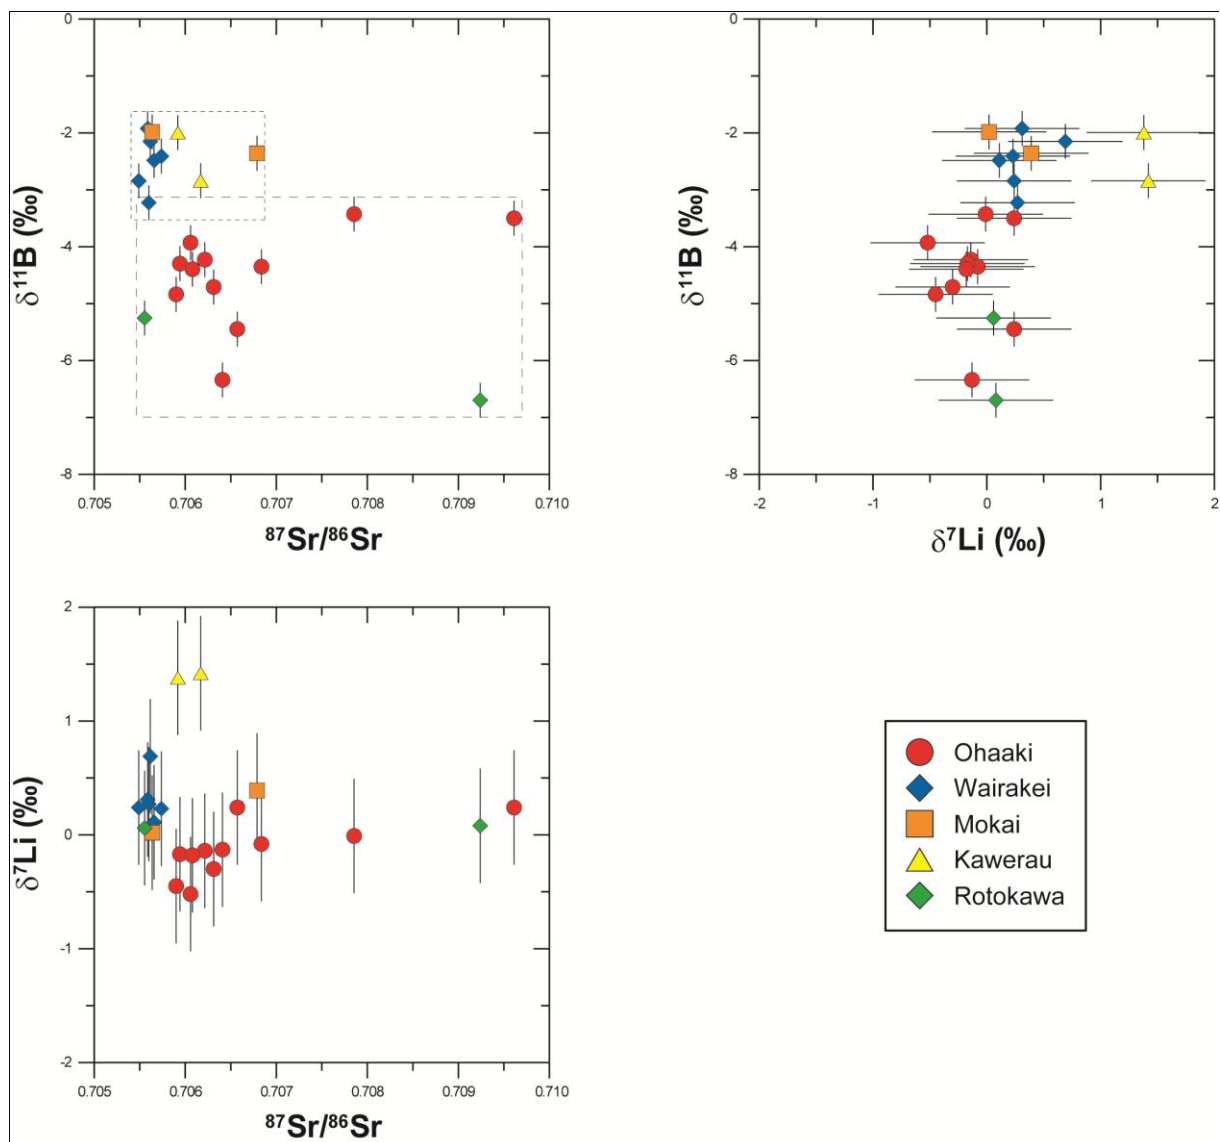 0
-2
-4
-6
-8
δ¹¹B (‰)
0.705 0.706 0.707 0.708 0.709 0.710
⁸⁷Sr/⁸⁶Sr
0
-2
-4
-6
-8
δ¹¹B (‰)
-2 -1 0 1 2
δ⁷Li (‰)
2
1
0
-1
-2
δ⁷Li (‰)
0.705 0.706 0.707 0.708 0.709 0.710
⁸⁷Sr/⁸⁶Sr
Ohaaki
Wairakei
Mokai
Kawerau
Rotokawa